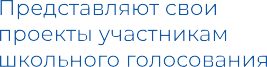 Представляют свои
проекты участникам
школьного голосования